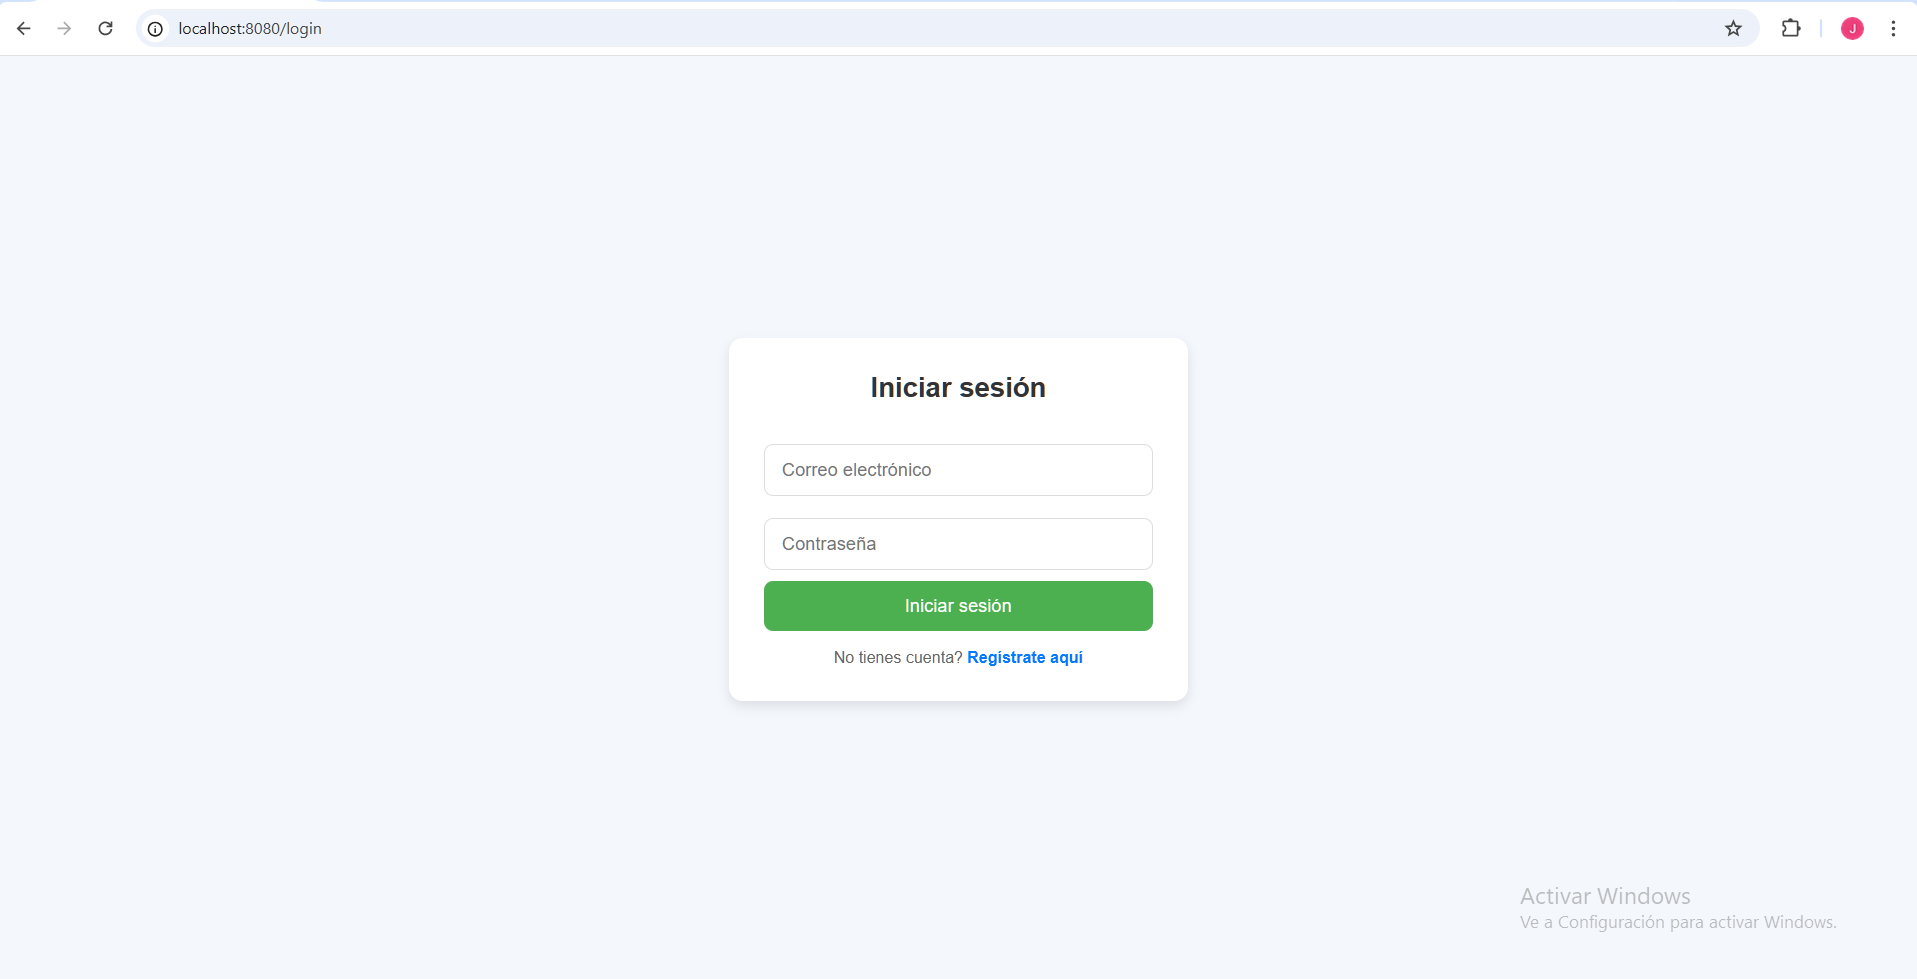 localhost:8080/login
J
Iniciar sesión
Correo electrónico
Contraseña
Iniciar sesión
No tienes cuenta? Regístrate aquí
Activar Windows
Ve a Configuración para activar Windows.